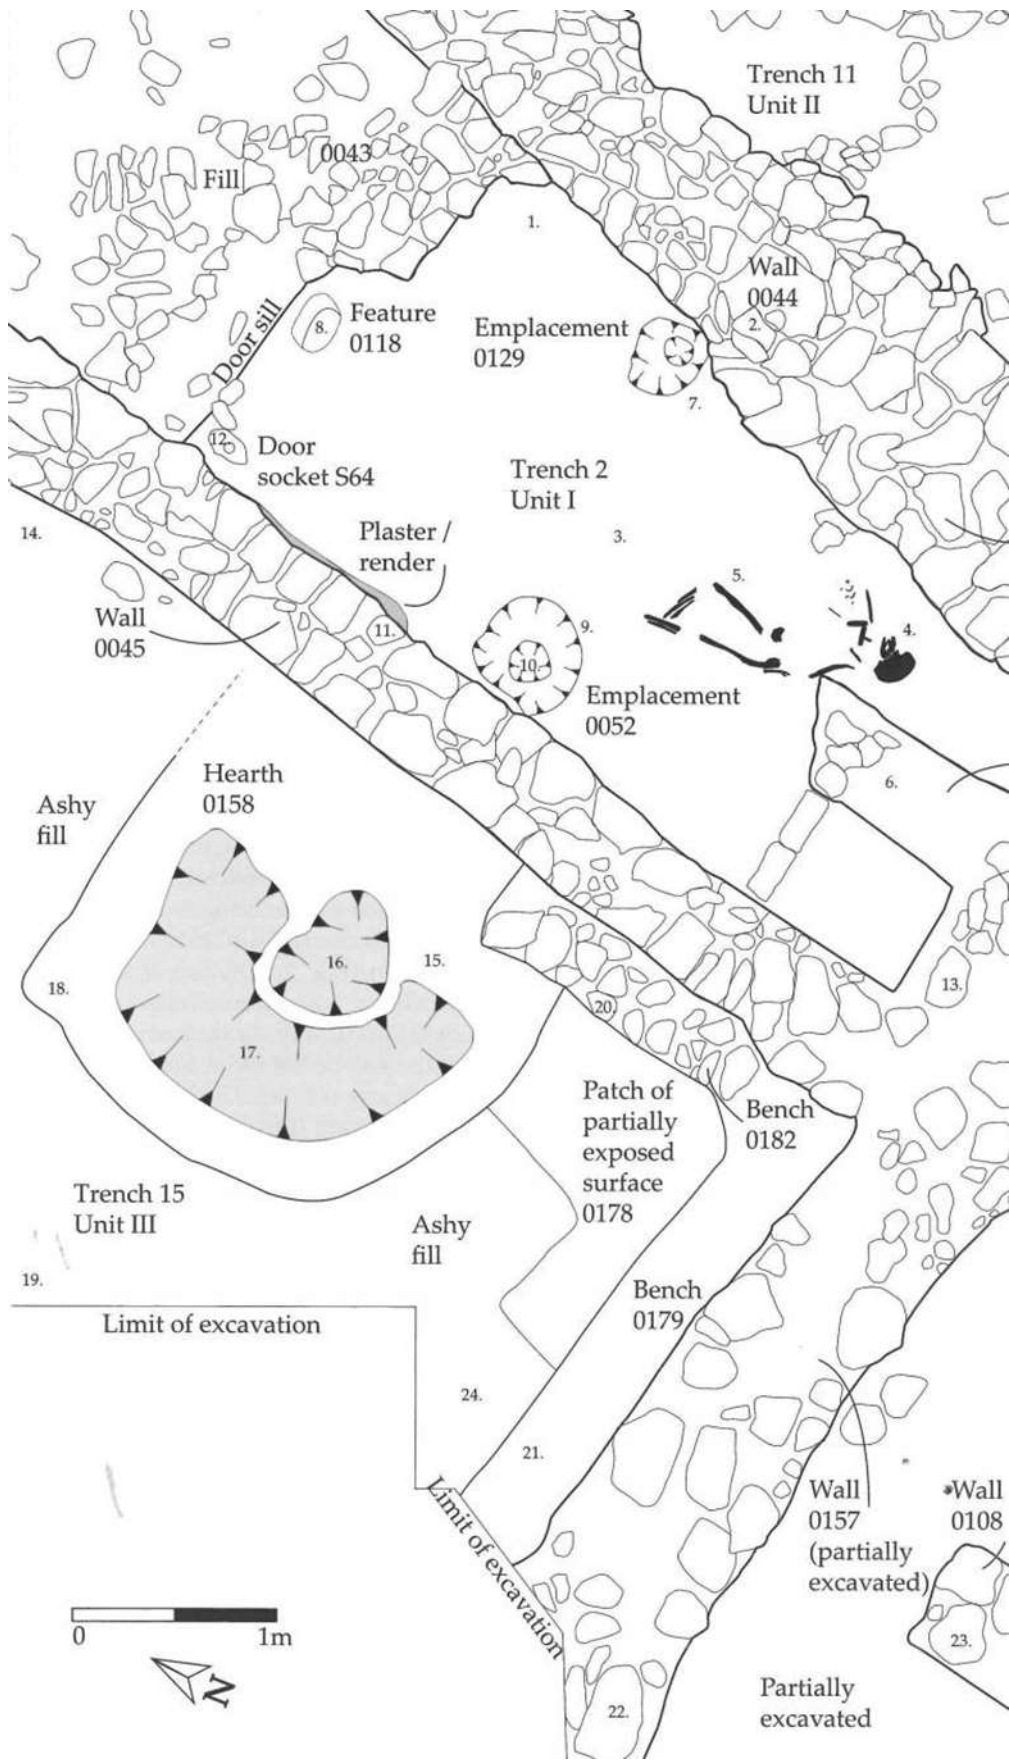 Trench 11
Unit II
0043
Fill
1.
Wall
0044
2.
Feature
0118
8.
Emplacement
0129
7.
Door sill
12.
Door
socket S64
Trench 2
Unit I
3.
14.
Plaster /
render
5.
4.
Wall
0045
11.
9.
10.
Emplacement
0052
6.
Hearth
0158
Ashy
fill
15.
16.
13.
18.
20.
17.
Patch of
partially
exposed
surface
0178
Bench
0182
Trench 15
Unit III
Ashy
fill
19.
Bench
0179
Limit of excavation
24.
21.
Limit of excavation
Wall
0157
(partially
excavated)
Wall
0108
0
1m
N
23.
22.
Partially
excavated